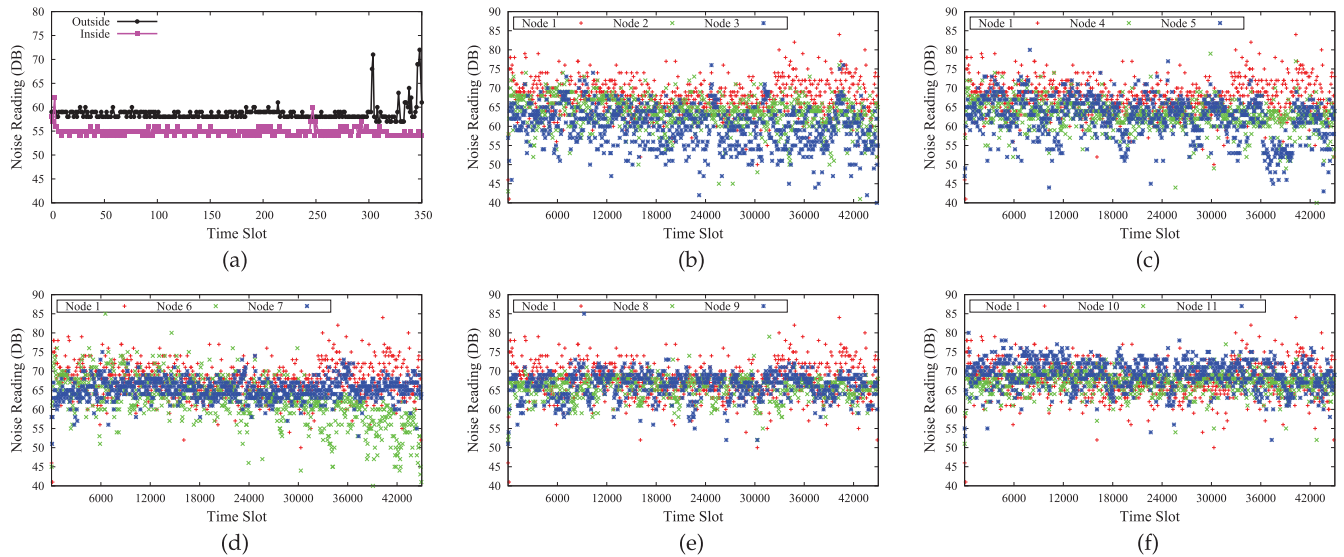 Outside
Inside
Noise Reading (DB)
90
85
80
75
70
65
60
55
50
45
40
0 50 100 150 200 250 300 350
Time Slot
(a)
Node 1 Node 2 Node 3
Noise Reading (DB)
90
85
80
75
70
65
60
55
50
45
40
6000 12000 18000 24000 30000 36000 42000
Time Slot
(b)
Node 1 Node 4 Node 5
Noise Reading (DB)
90
85
80
75
70
65
60
55
50
45
40
6000 12000 18000 24000 30000 36000 42000
Time Slot
(c)
Node 1 Node 6 Node 7
Noise Reading (DB)
90
85
80
75
70
65
60
55
50
45
40
6000 12000 18000 24000 30000 36000 42000
Time Slot
(d)
Node 1 Node 8 Node 9
Noise Reading (DB)
90
85
80
75
70
65
60
55
50
45
40
6000 12000 18000 24000 30000 36000 42000
Time Slot
(e)
Node 1 Node 10 Node 11
Noise Reading (DB)
90
85
80
75
70
65
60
55
50
45
40
6000 12000 18000 24000 30000 36000 42000
Time Slot
(f)